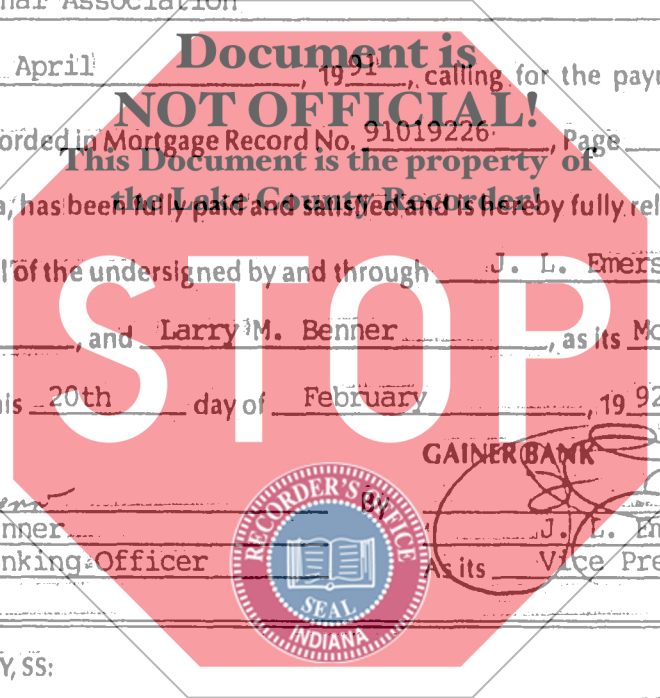 nar Association
Document is
April , 1991 , calling for the paym
NOT OFFICIAL!
orded in Mortgage Record No. 91019226 , Page
This Document is the property of
the Lake County Recorder!
a, has been fully paid and satisfied and is hereby fully rel
l of the undersigned by and through J. L. Emers
STOP
, and Larry M. Benner , as its Mo
is 20th day of February , 19 92
GAINER BANK
By
nner J. L. Em
nking Officer As its Vice Pre
RECORDER'S OFFICE
SEAL
INDIANA
Y, SS: